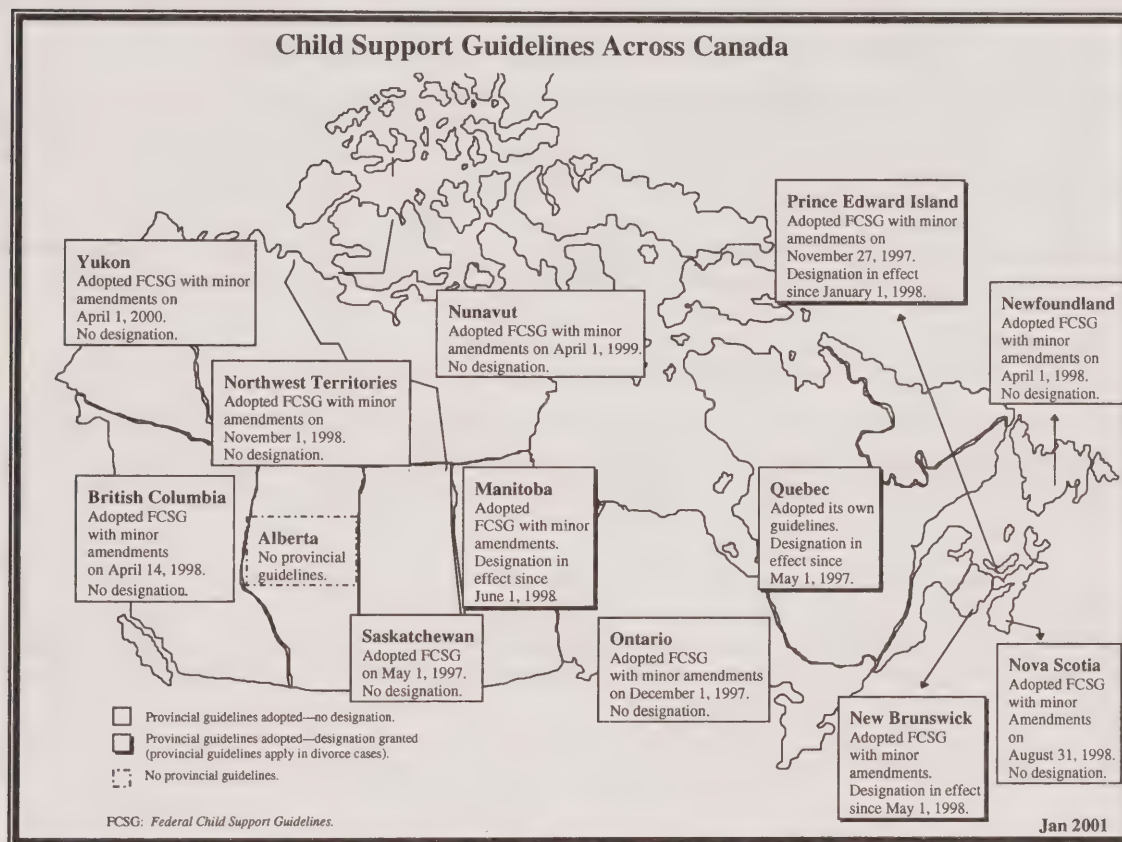 Child Support Guidelines Across Canada
Prince Edward Island
Adopted FCSG with minor
amendments on
November 27, 1997.
Designation in effect
since January 1, 1998.
Yukon
Adopted FCSG with minor
amendments on
April 1, 2000.
No designation.
Nunavut
Adopted FCSG with minor
amendments on April 1, 1999.
No designation.
Newfoundland
Adopted FCSG
with minor
amendments on
April 1, 1998.
No designation.
Northwest Territories
Adopted FCSG with minor
amendments on
November 1, 1998.
No designation.
British Columbia
Adopted FCSG
with minor
amendments
on April 14, 1998.
No designation.
Alberta
No provincial
guidelines.
Manitoba
Adopted
FCSG with minor
amendments.
Designation in
effect since
June 1, 1998.
Quebec
Adopted its own
guidelines.
Designation in
effect since
May 1, 1997.
Saskatchewan
Adopted FCSG
on May 1, 1997.
No designation.
Ontario
Adopted FCSG
with minor amendments
on December 1, 1997.
No designation.
New Brunswick
Adopted FCSG
with minor
amendments.
Designation in effect
since May 1, 1998.
Nova Scotia
Adopted FCSG
with minor
Amendments
on
August 31, 1998.
No designation.
Provincial guidelines adopted—no designation.
Provincial guidelines adopted—designation granted
(provincial guidelines apply in divorce cases).
No provincial guidelines.
FCSG: Federal Child Support Guidelines.
Jan 2001